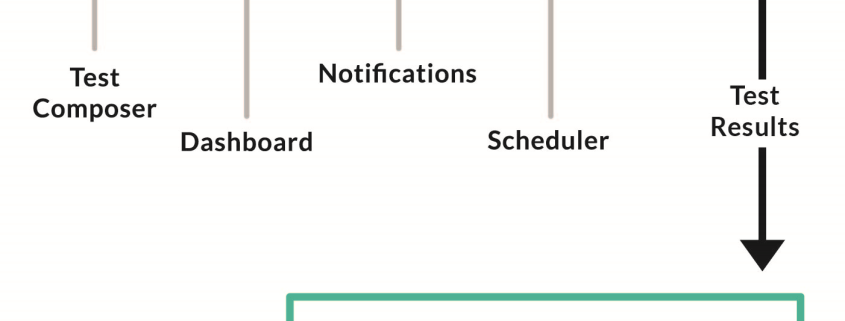 Test
Composer
Dashboard
Notifications
Scheduler
Test
Results